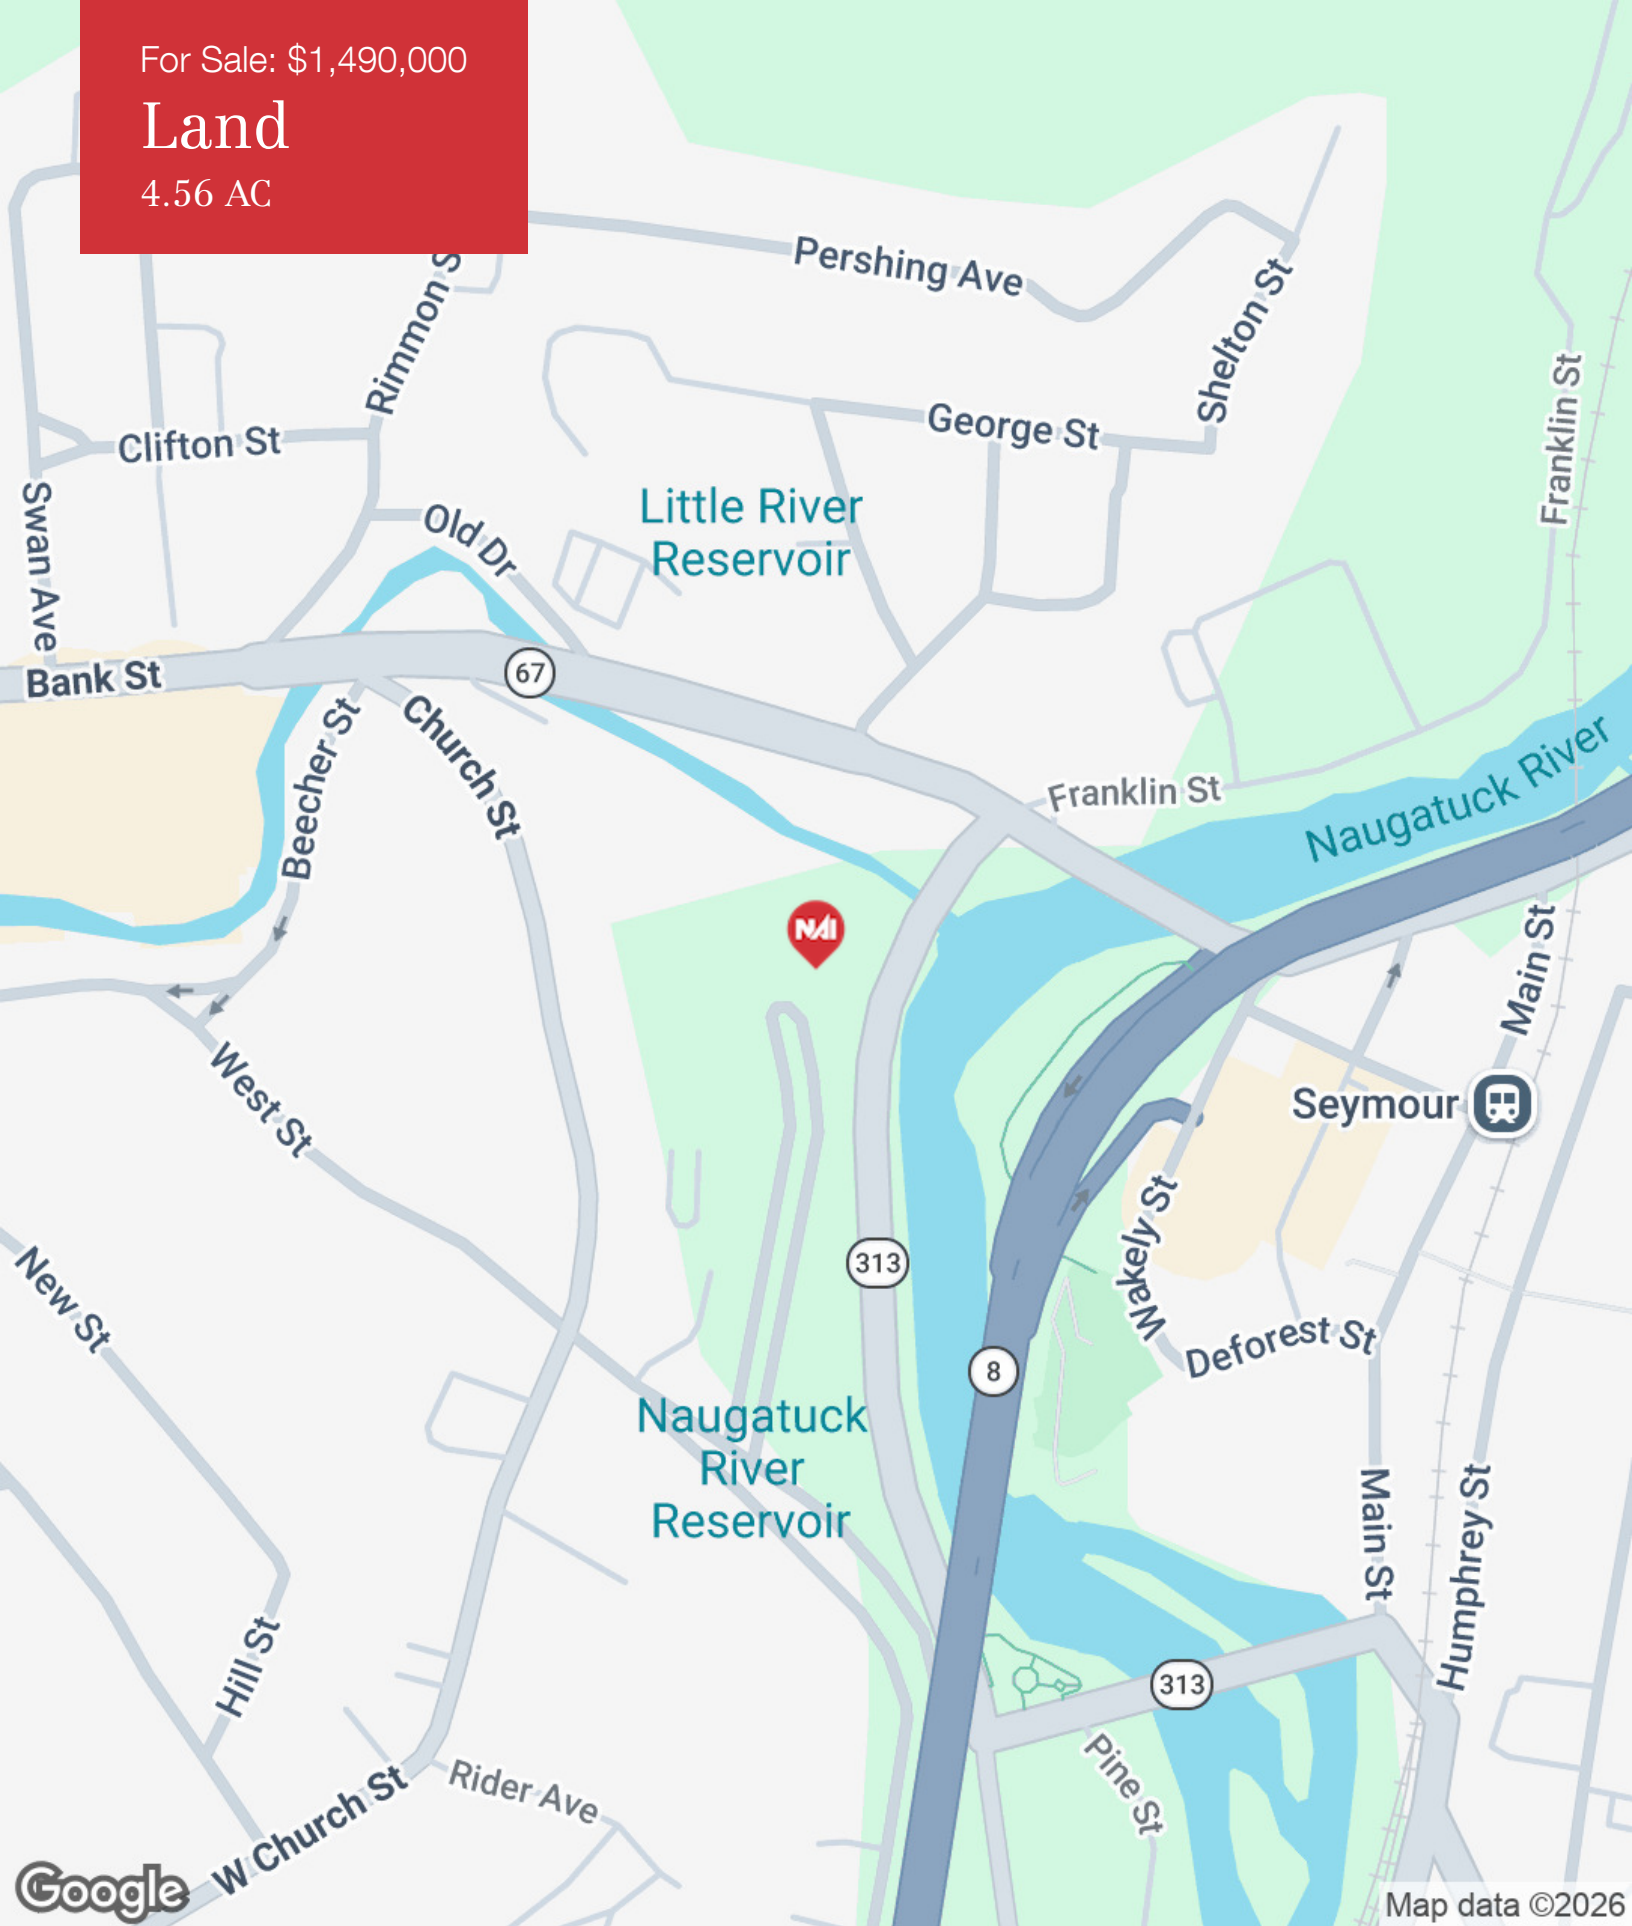 For Sale: $1,490,000
Land
4.56 AC
Rimmon S
Pershing Ave
Shelton St
Franklin St
George St
Clifton St
Swan Ave
Old Dr
Little River
Reservoir
Bank St
67
Beecher St
Church St
Franklin St
Naugatuck River
NAI
Main St
West St
Seymour
Wakely St
313
New St
Deforest St
8
Naugatuck
River
Reservoir
Main St
Humphrey St
Hill St
313
Pine St
Rider Ave
W Church St
Google
Map data ©2026